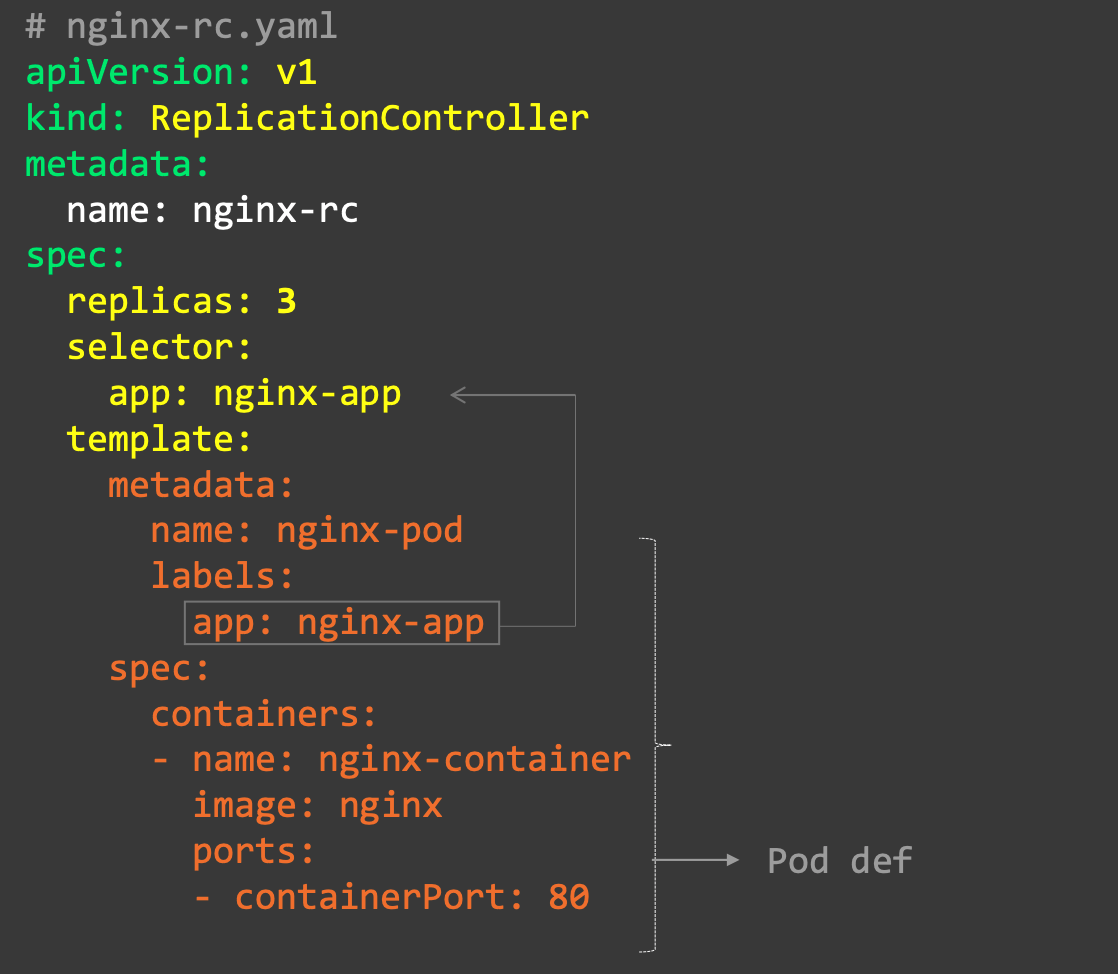 # nginx-rc.yaml
apiVersion: v1
kind: ReplicationController
metadata:
  name: nginx-rc
spec:
  replicas: 3
  selector:
    app: nginx-app
  template:
    metadata:
      name: nginx-pod
      labels:
        app: nginx-app
    spec:
      containers:
      - name: nginx-container
        image: nginx
        ports:
        - containerPort: 80
Pod def